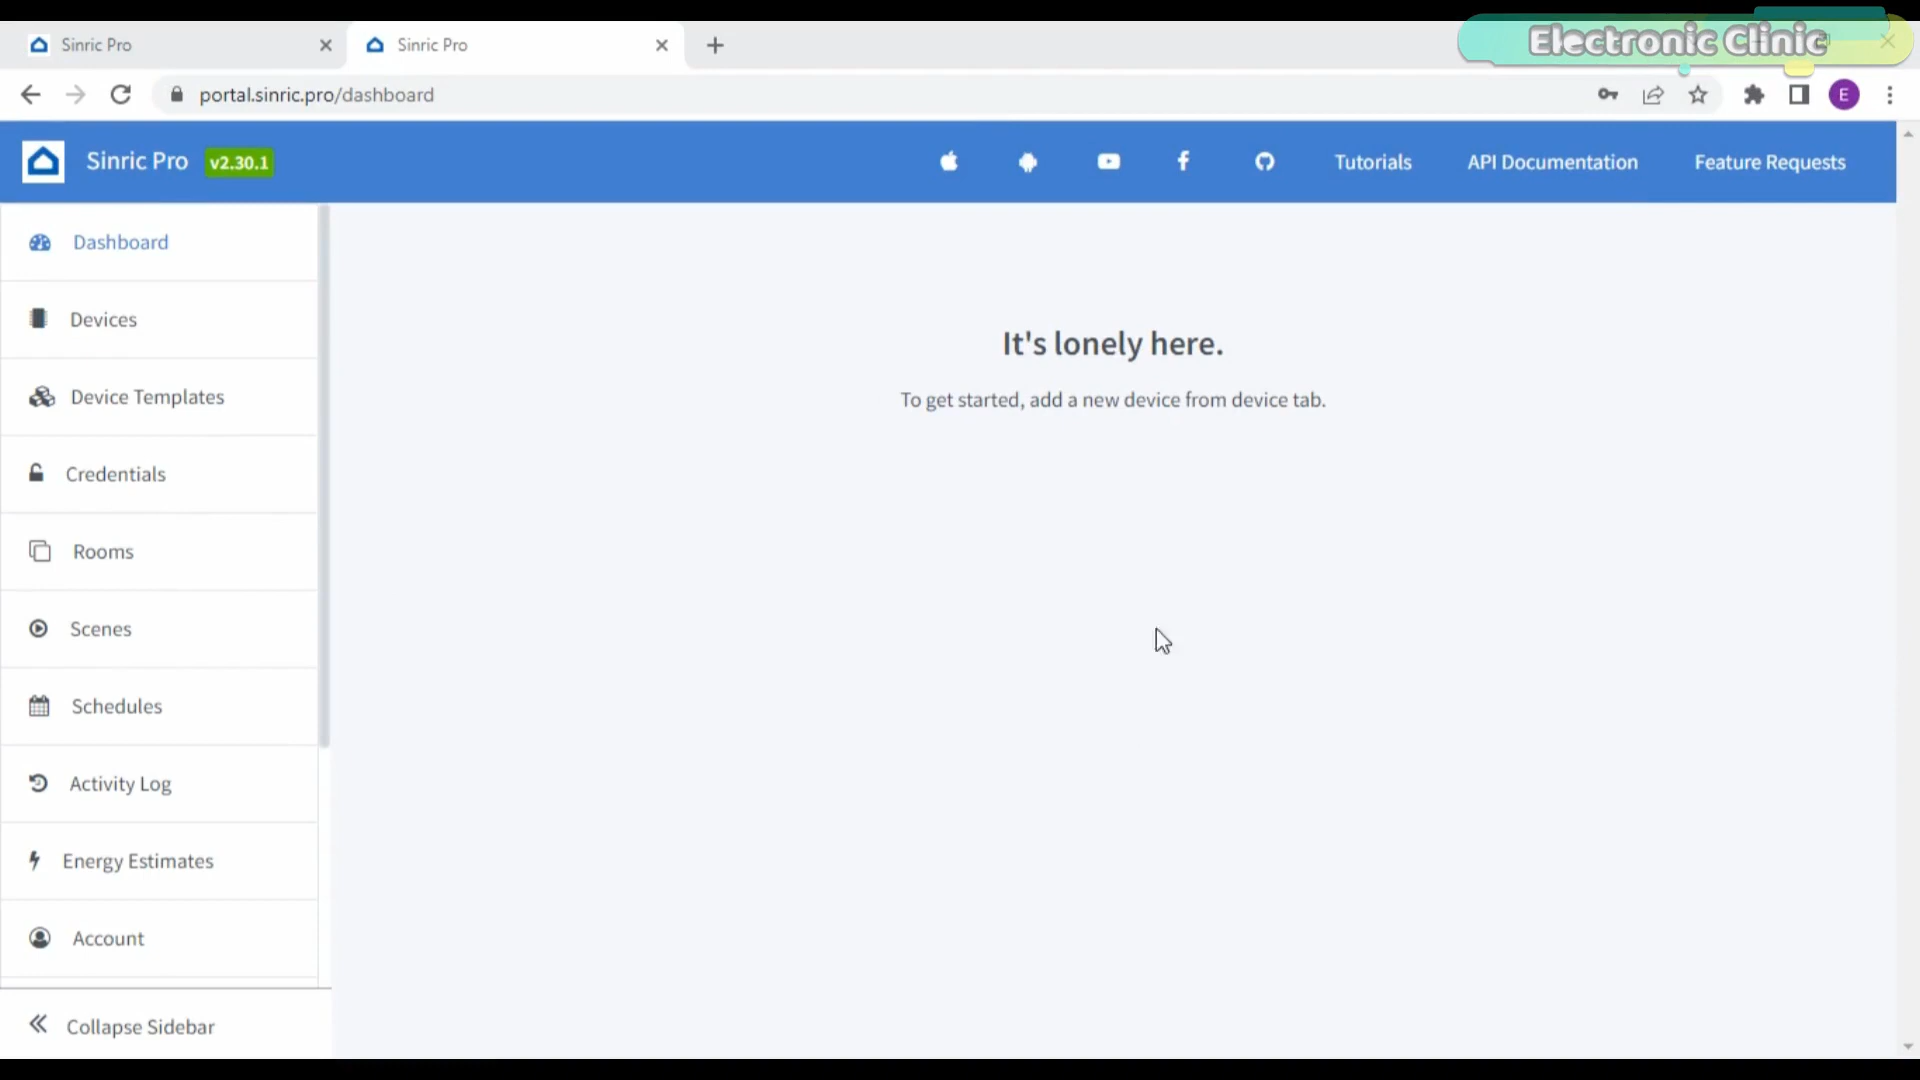 Sinric Pro
Sinric Pro
Electronic Clinic
portal.sinric.pro/dashboard
E
Sinric Pro v2.30.1
Tutorials
API Documentation
Feature Requests
Dashboard
Devices
Device Templates
Credentials
Rooms
Scenes
Schedules
Activity Log
Energy Estimates
Account
Collapse Sidebar
It's lonely here.
To get started, add a new device from device tab.